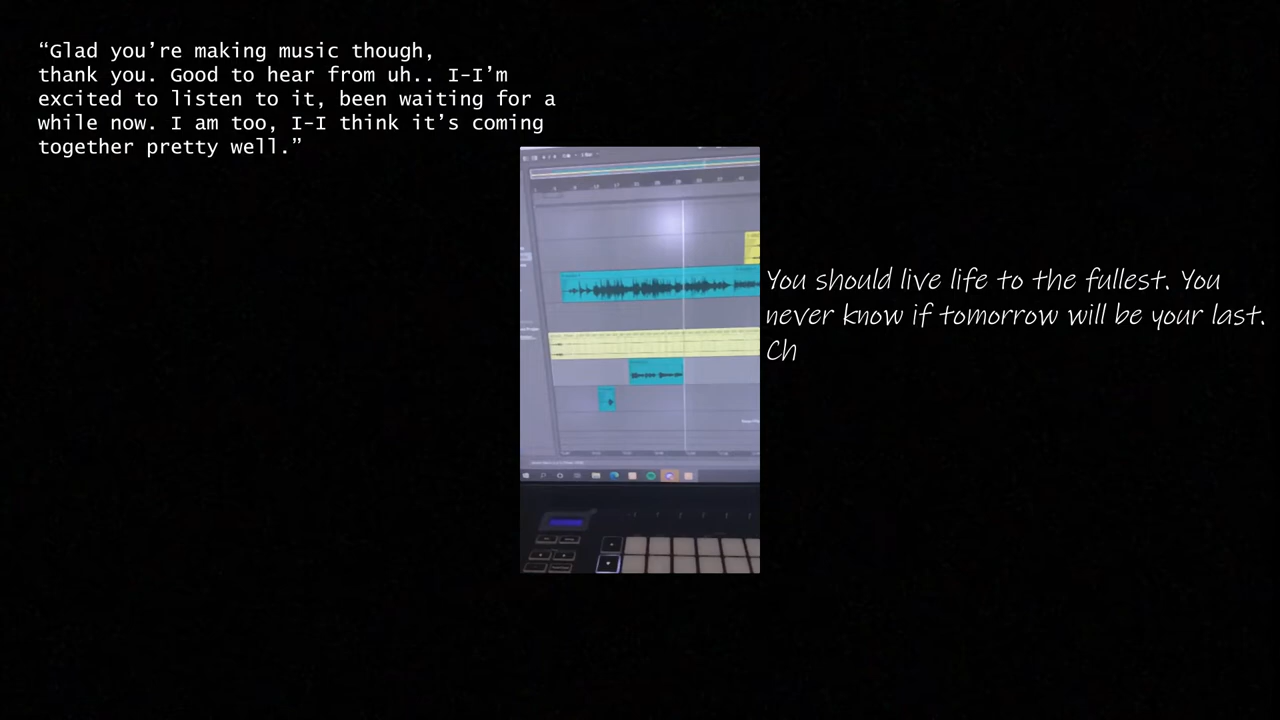 “Glad you’re making music though,
thank you. Good to hear from uh.. I-I’m
excited to listen to it, been waiting for a
while now. I am too, I-I think it’s coming
together pretty well.”
You should live life to the fullest. You
never know if tomorrow will be your last.
Ch